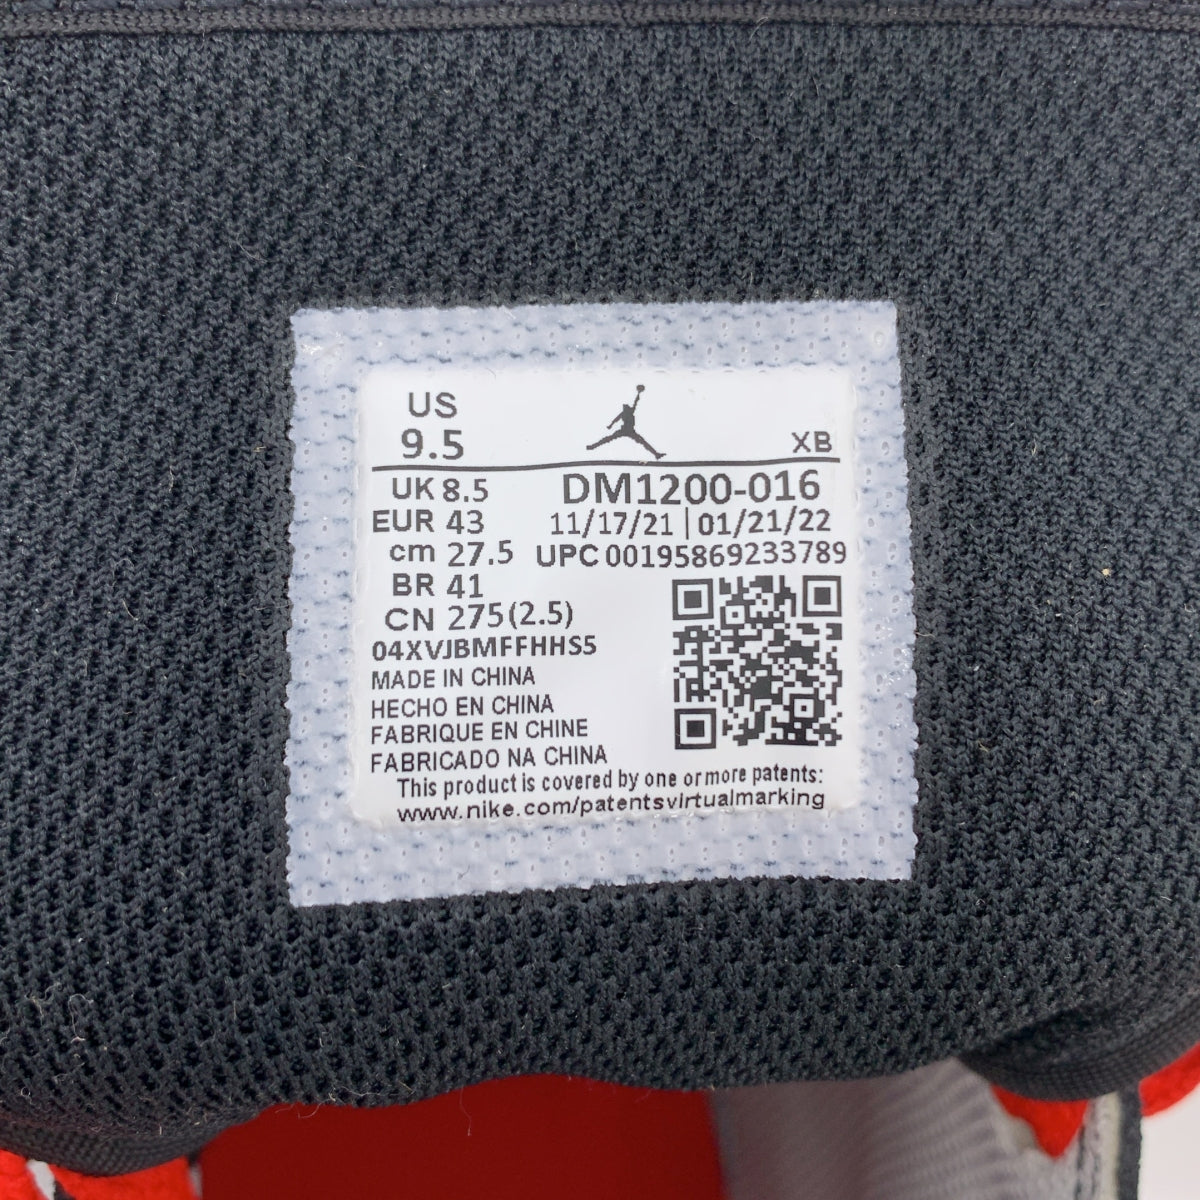 US
9.5
XB
UK 8.5
DM1200-016
EUR 43
11/17/21 | 01/21/22
cm 27.5
UPC 00195869233789
BR 41
CN 275(2.5)
04XVJBMFFHHS5
MADE IN CHINA
HECHO EN CHINA
FABRIQUE EN CHINE
FABRICADO NA CHINA
This product is covered by one or more patents:
www.nike.com/patentsvirtualmarking